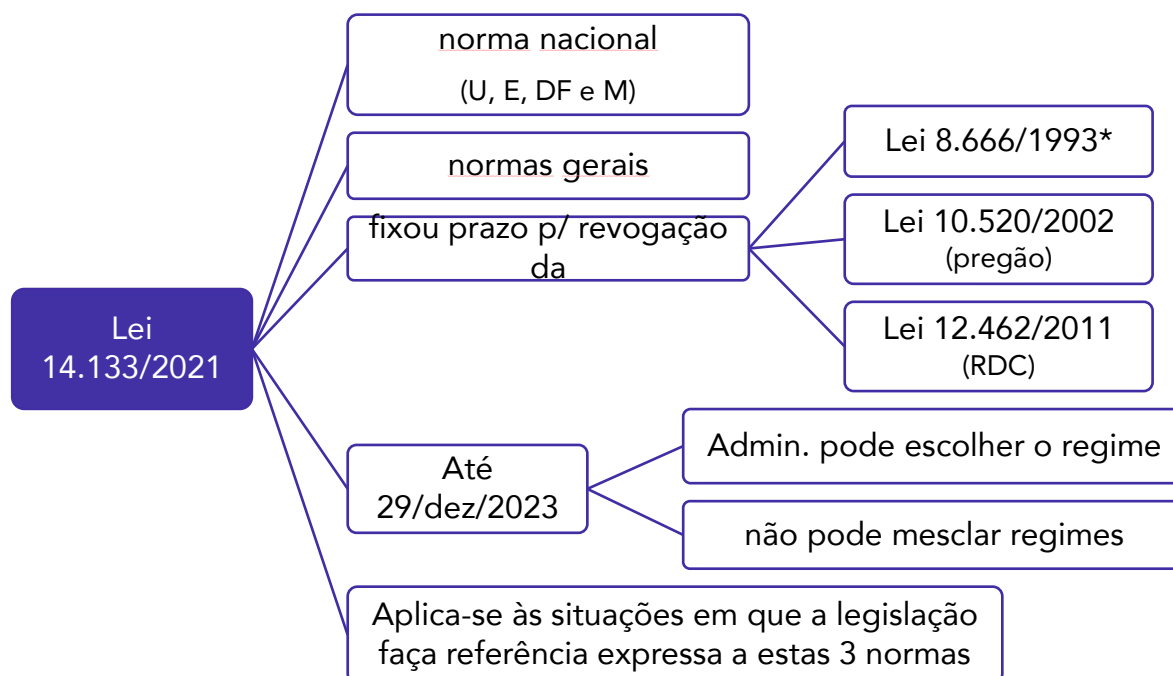 Lei
14.133/2021
norma nacional
(U, E, DF e M)
normas gerais
fixou prazo p/ revogação
da
Lei 8.666/1993*
Lei 10.520/2002
(pregão)
Lei 12.462/2011
(RDC)
Até
29/dez/2023
Admin. pode escolher o regime
não pode mesclar regimes
Aplica-se às situações em que a legislação
faça referência expressa a estas 3 normas